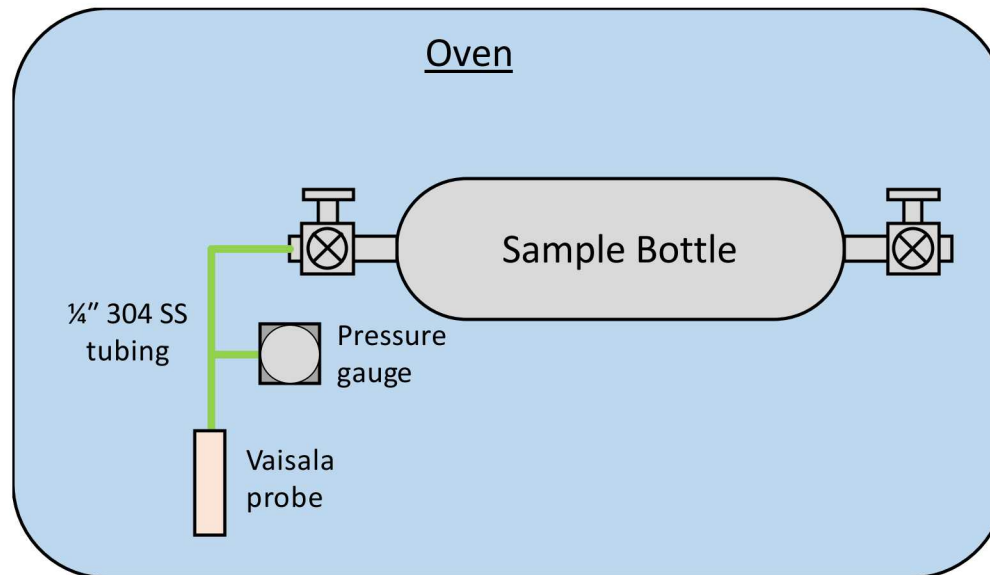 Oven
Sample Bottle
¼” 304 SS
tubing
Pressure
gauge
Vaisala
probe